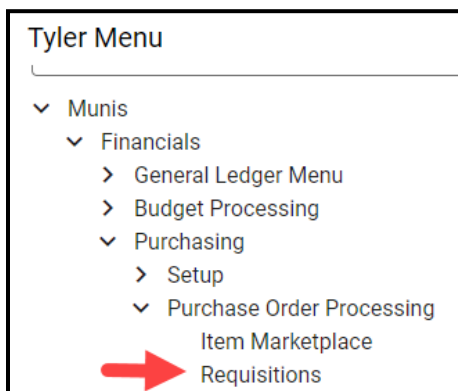 Tyler Menu
Munis
Financials
General Ledger Menu
Budget Processing
Purchasing
Setup
Purchase Order Processing
Item Marketplace
Requisitions